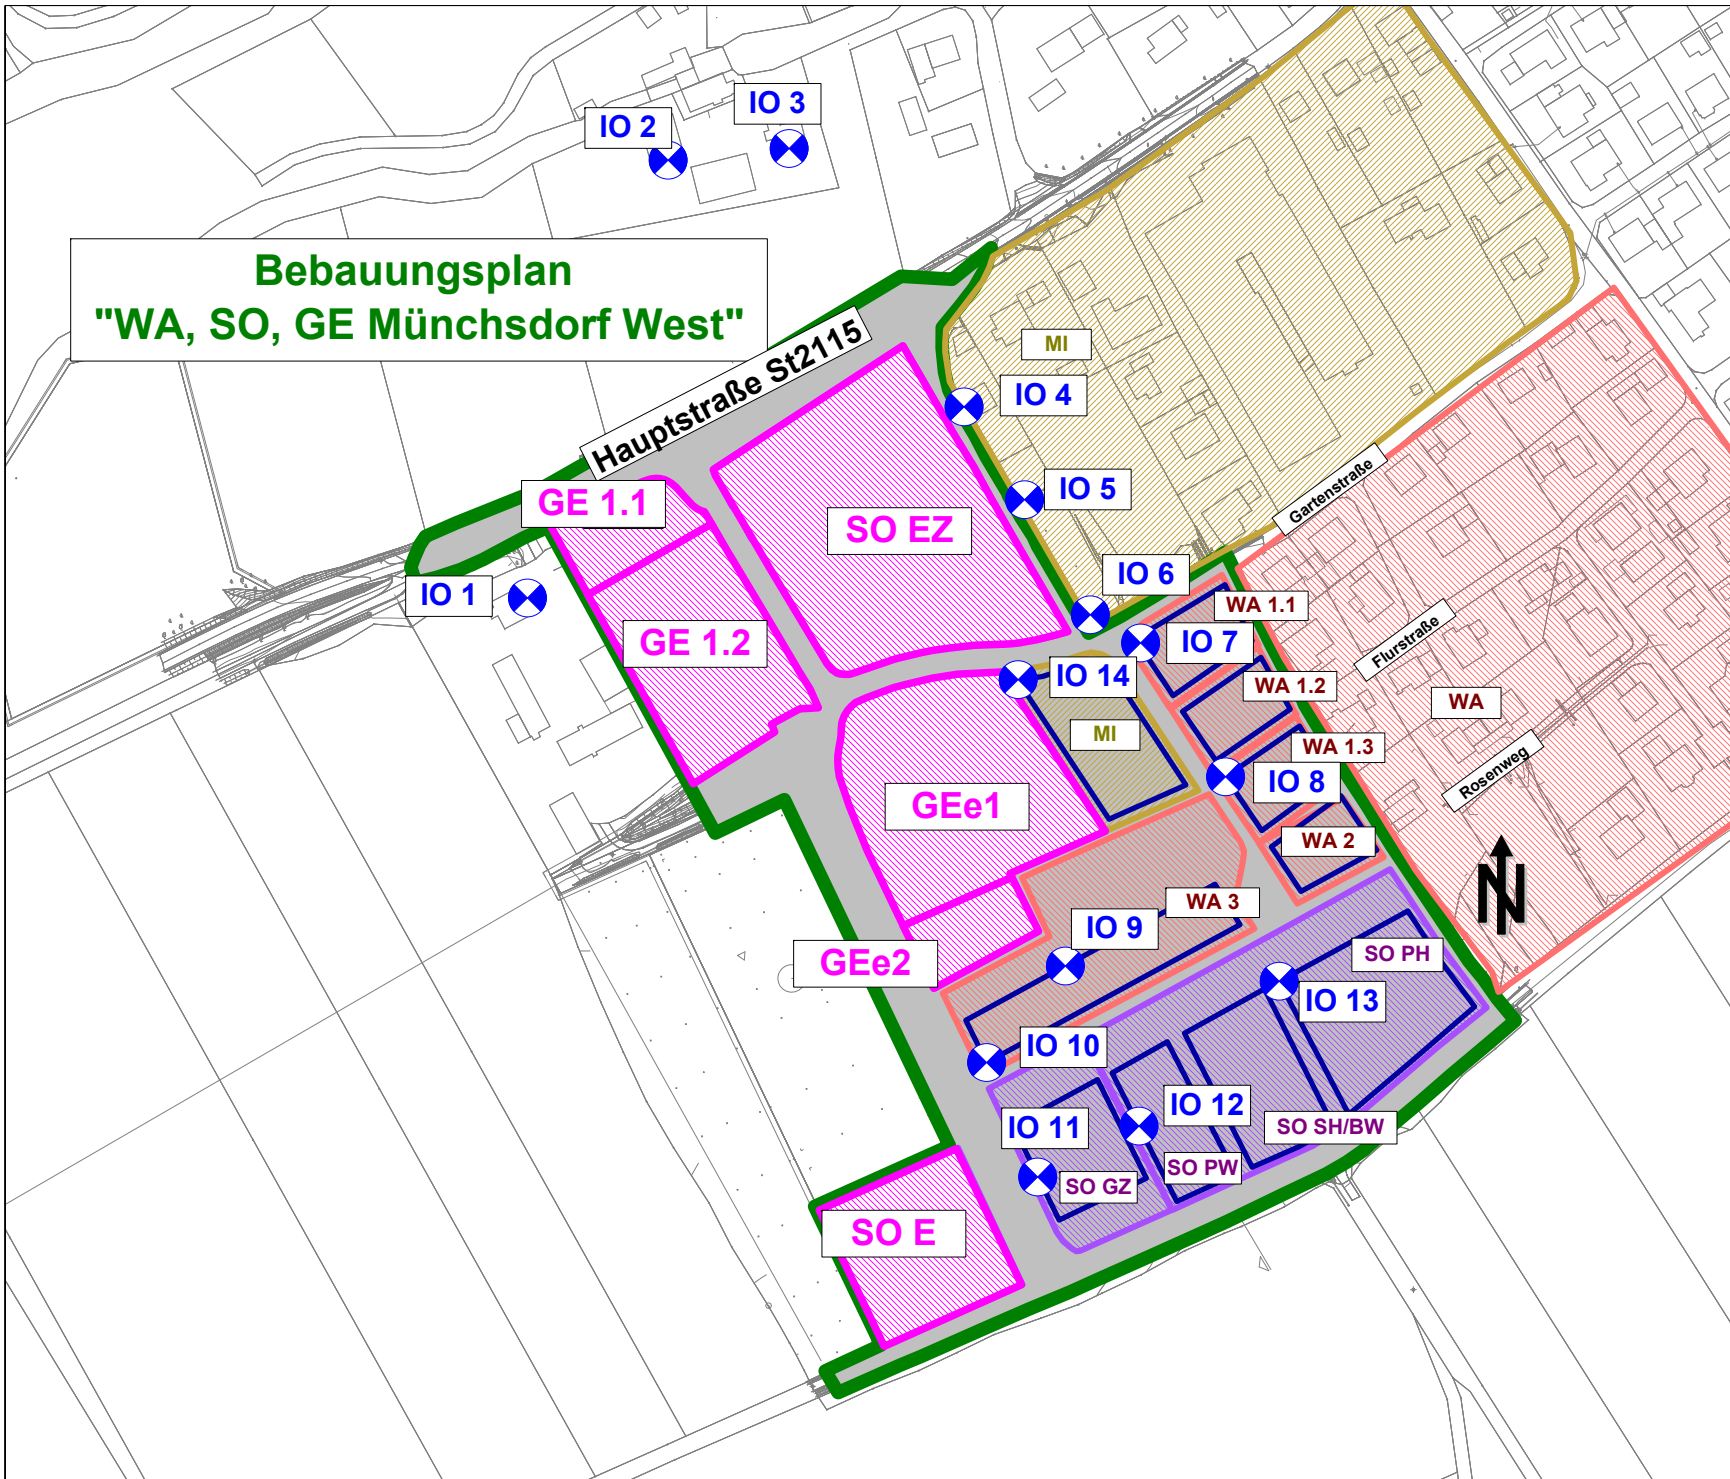 IO 3
IO 2
Bebauungsplan
"WA, SO, GE Münchsdorf West"
Hauptstraße St2115
MI
IO 4
GE 1.1
IO 5
Gartenstraße
SO EZ
IO 6
IO 1
WA 1.1
GE 1.2
IO 7
Flurstraße
IO 14
WA 1.2
WA
MI
WA 1.3
Rosenweg
IO 8
GEe1
WA 2
N
WA 3
IO 9
GEe2
SO PH
IO 13
IO 10
IO 12
IO 11
SO SH/BW
SO PW
SO GZ
SO E